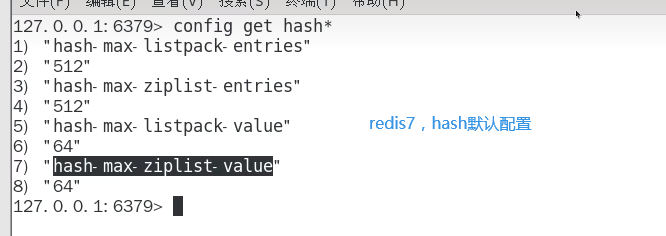 文件(F) 编辑(E) 查看(V) 搜索(S) 终端(T) 帮助(H)
127.0.0.1:6379> config get hash*
1) "hash-max-listpack-entries"
2) "512"
3) "hash-max-ziplist-entries"
4) "512"
5) "hash-max-listpack-value"
redis7，hash默认配置
6) "64"
7) "hash-max-ziplist-value"
8) "64"
127.0.0.1:6379>